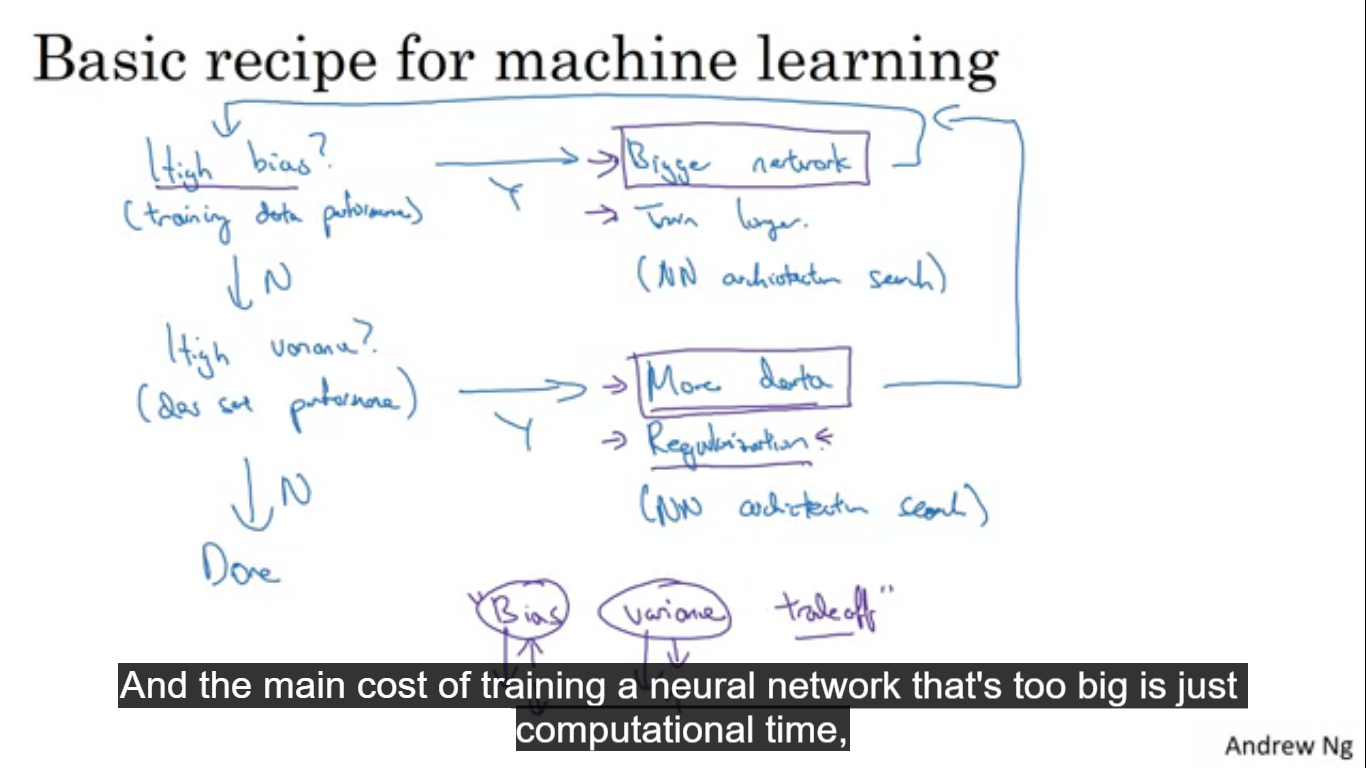 Basic recipe for machine learning
High bias?
(training data performance)
Y
Bigger network
Train longer.
(NN architecture search)
N
High variance?
(dev set performance)
Y
More data
Regularization
(NN architecture search)
N
Done
"Bias variance tradeoff"
And the main cost of training a neural network that's too big is just
computational time,
Andrew Ng